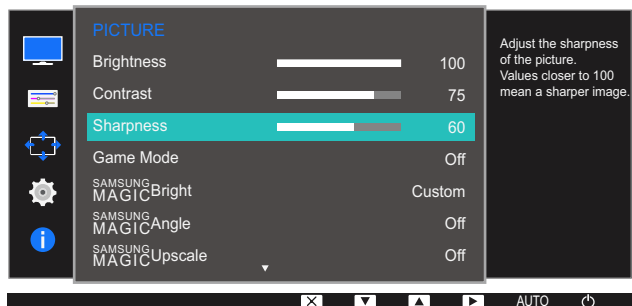 PICTURE
Brightness 100
Contrast 75
Sharpness 60
Game Mode Off
SAMSUNG MAGIC Bright Custom
SAMSUNG MAGIC Angle Off
SAMSUNG MAGIC Upscale Off
Adjust the sharpness
of the picture.
Values closer to 100
mean a sharper image.
AUTO